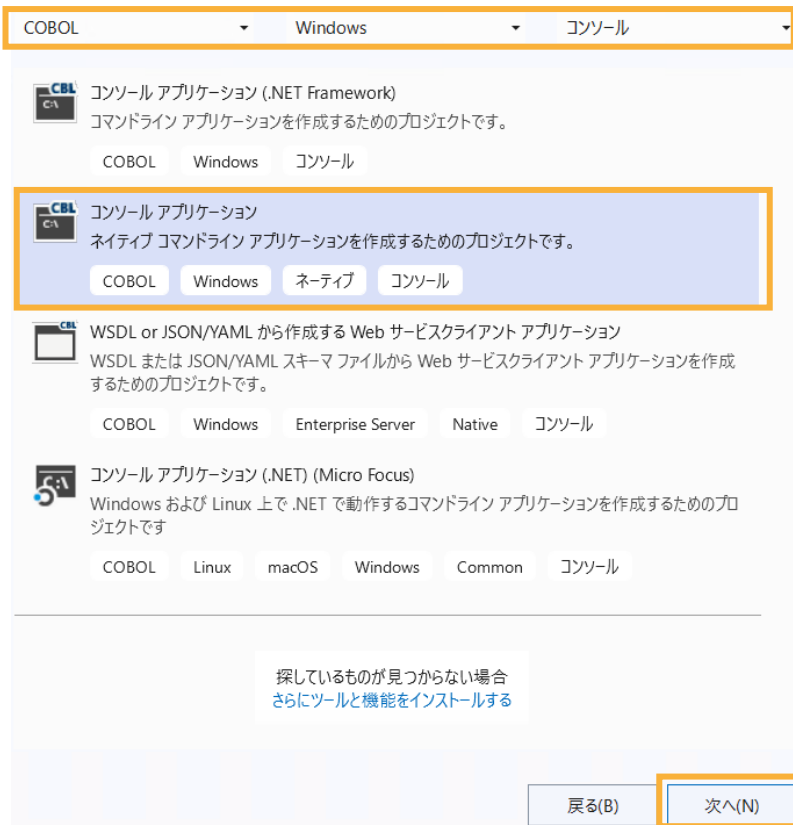 COBOL Windows コンソール
CBL
C:\
コンソール アプリケーション (.NET Framework)
コマンドライン アプリケーションを作成するためのプロジェクトです。
COBOL Windows コンソール
CBL
C:\
コンソール アプリケーション
ネイティブ コマンドライン アプリケーションを作成するためのプロジェクトです。
COBOL Windows ネーティブ コンソール
CBL
WSDL or JSON/YAML から作成する Web サービスクライアント アプリケーション
WSDL または JSON/YAML スキーマ ファイルから Web サービスクライアント アプリケーションを作成
するためのプロジェクトです。
COBOL Windows Enterprise Server Native コンソール
C:\
コンソール アプリケーション (.NET) (Micro Focus)
Windows および Linux 上で .NET で動作するコマンドライン アプリケーションを作成するためのプロ
ジェクトです
COBOL Linux macOS Windows Common コンソール
探しているものが見つからない場合
さらにツールと機能をインストールする
戻る(B) 次へ(N)